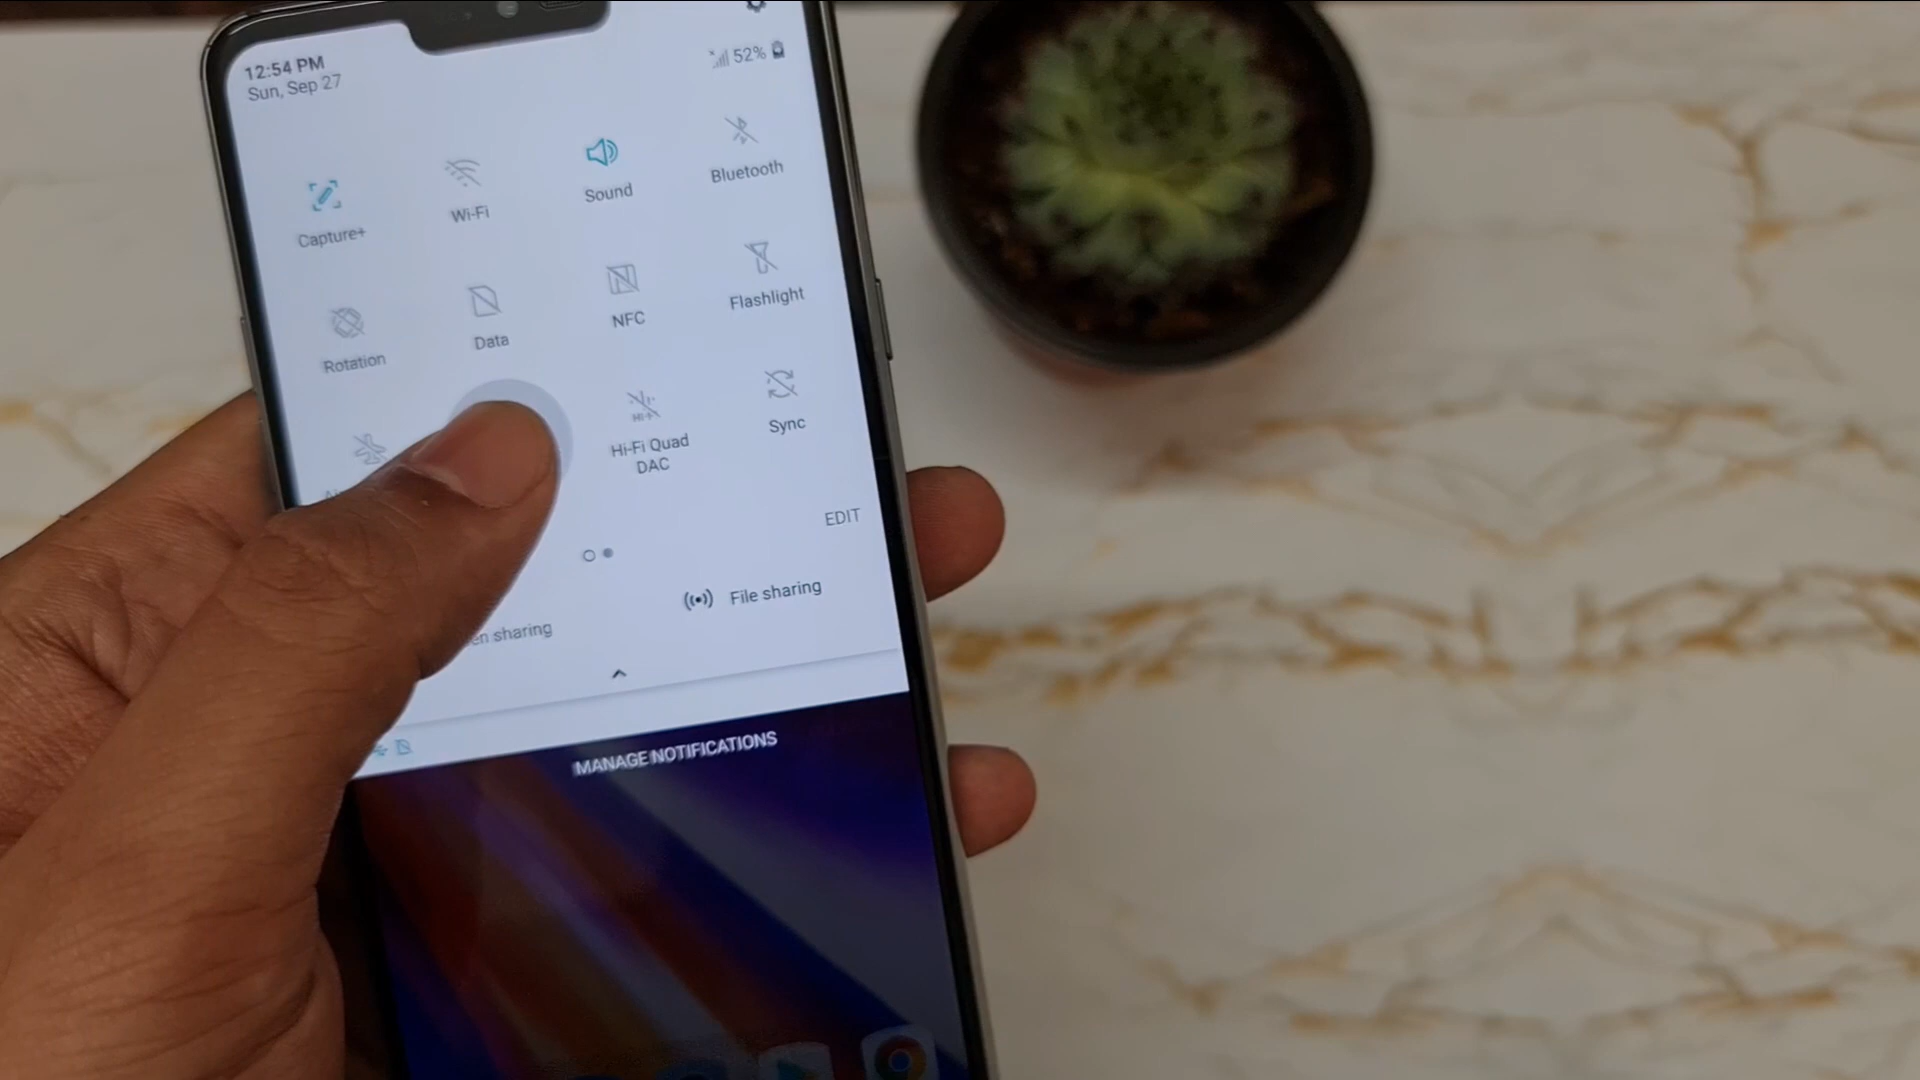 12:54 PM
52%
Sun, Sep 27
Capture+
Wi-Fi
Sound
Bluetooth
Rotation
Data
NFC
Flashlight
Hi-Fi Quad
DAC
Sync
EDIT
sharing
File sharing
MANAGE NOTIFICATIONS